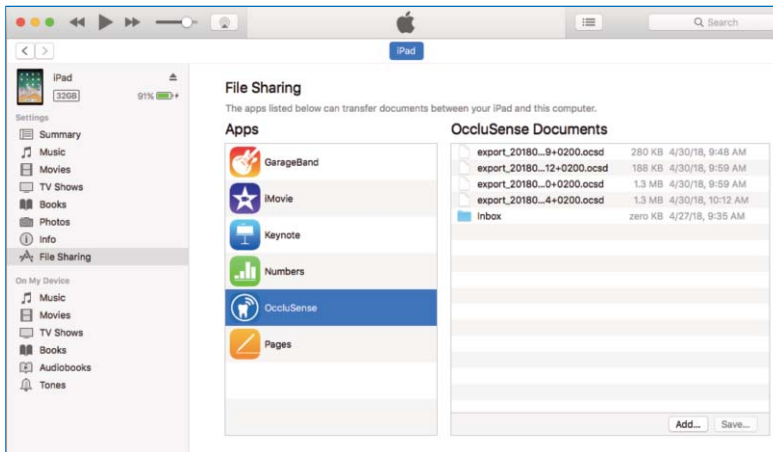 Search
iPad
iPad
32GB
91%
Settings
Summary
Music
Movies
TV Shows
Books
Photos
Info
File Sharing
On My Device
Music
Movies
TV Shows
Books
Audiobooks
Tones
File Sharing
The apps listed below can transfer documents between your iPad and this computer.
Apps
GarageBand
iMovie
Keynote
Numbers
OccluSense
Pages
OccluSense Documents
export_20180...9+0200.ocsd 280 KB 4/30/18, 9:48 AM
export_20180...12+0200.ocsd 188 KB 4/30/18, 9:59 AM
export_20180...0+0200.ocsd 1.3 MB 4/30/18, 9:59 AM
export_20180...4+0200.ocsd 1.3 MB 4/30/18, 10:12 AM
Inbox zero KB 4/27/18, 9:35 AM
Add... Save...